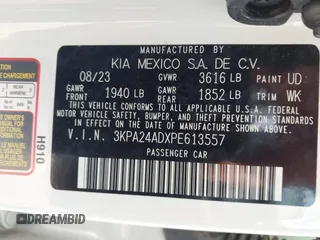 KIA MEXICO S.A. DE C.V.
08/23 GVWR 3616 LB PAINT UD
GAWR FRONT 1940 LB GAWR REAR 1852 LB TRIM WK
THIS VEHICLE CONFORMS TO ALL APPLICABLE U.S. FEDERAL
MOTOR VEHICLE SAFETY, BUMPER, AND THEFT PREVENTION
STANDARDS IN EFFECT ON THE DATE OF MANUFACTURE SHOWN ABOVE.
V.I.N. 3KPA24ADXPE613557
PASSENGER CAR
H910
CHARGEMENT
DREAMBID